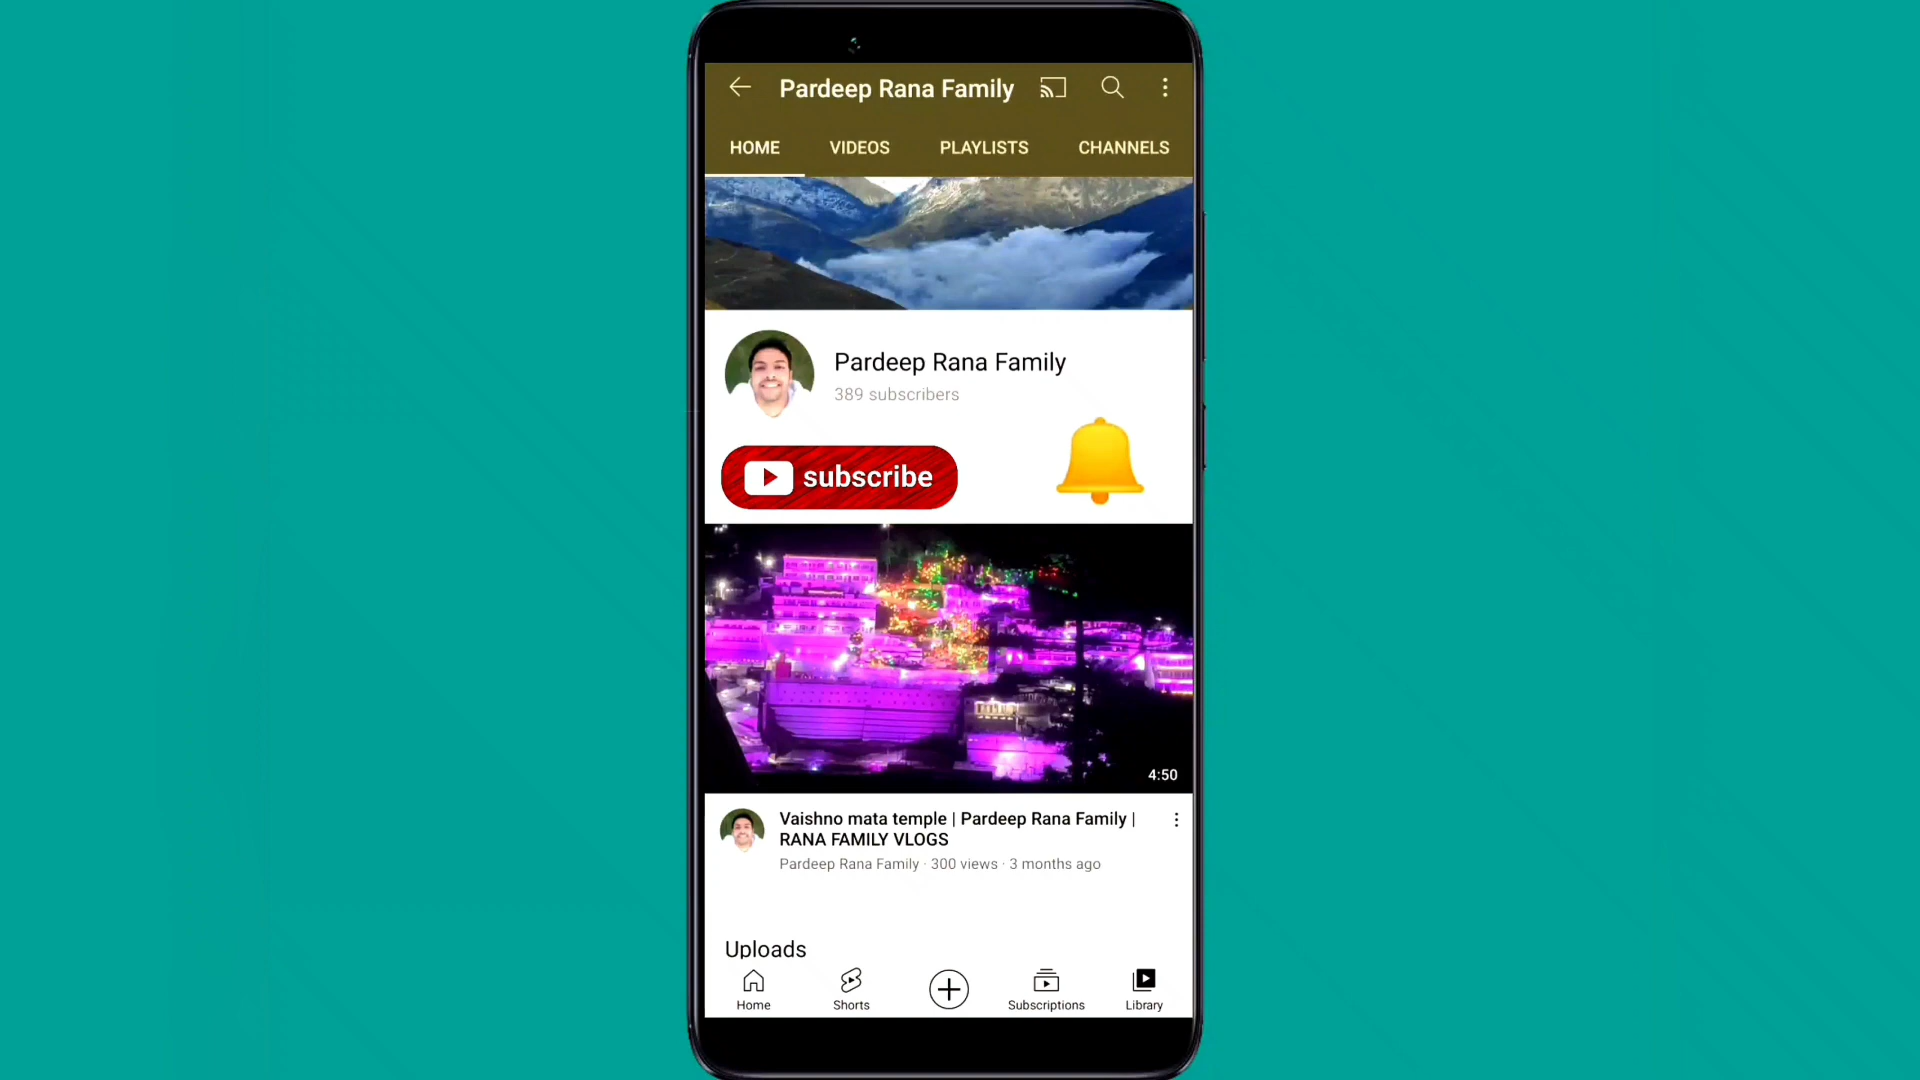 Pardeep Rana Family
HOME VIDEOS PLAYLISTS CHANNELS
Pardeep Rana Family
389 subscribers
subscribe
4:50
Vaishno mata temple | Pardeep Rana Family |
RANA FAMILY VLOGS
Pardeep Rana Family · 300 views · 3 months ago
Uploads
Home Shorts Subscriptions Library